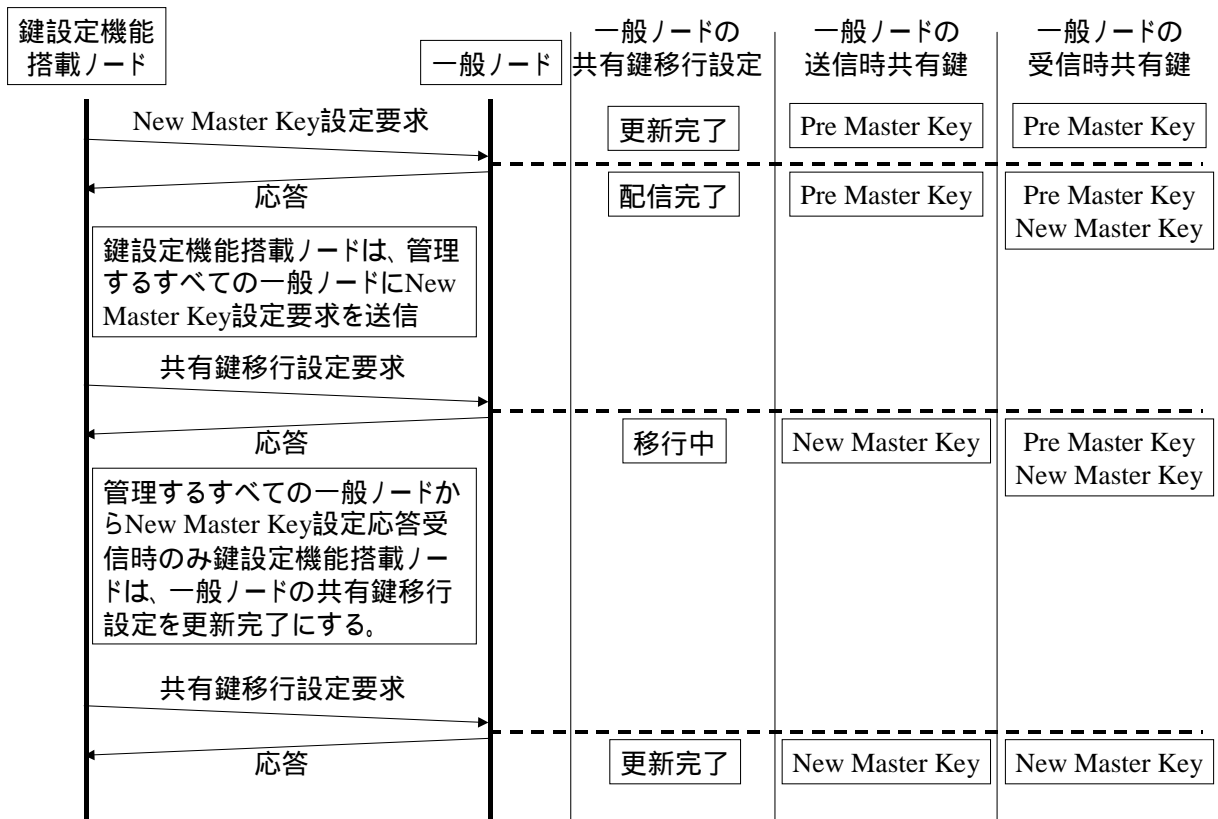 鍵設定機能
搭載ノード
一般ノード
一般ノードの
共有鍵移行設定
一般ノードの
送信時共有鍵
一般ノードの
受信時共有鍵
New Master Key設定要求
更新完了
Pre Master Key
Pre Master Key
応答
配信完了
Pre Master Key
Pre Master Key
New Master Key
鍵設定機能搭載ノードは、管理
するすべての一般ノードにNew
Master Key設定要求を送信
共有鍵移行設定要求
応答
移行中
New Master Key
Pre Master Key
New Master Key
管理するすべての一般ノードか
らNew Master Key設定応答受
信時のみ鍵設定機能搭載ノー
ドは、一般ノードの共有鍵移行
設定を更新完了にする。
共有鍵移行設定要求
応答
更新完了
New Master Key
New Master Key